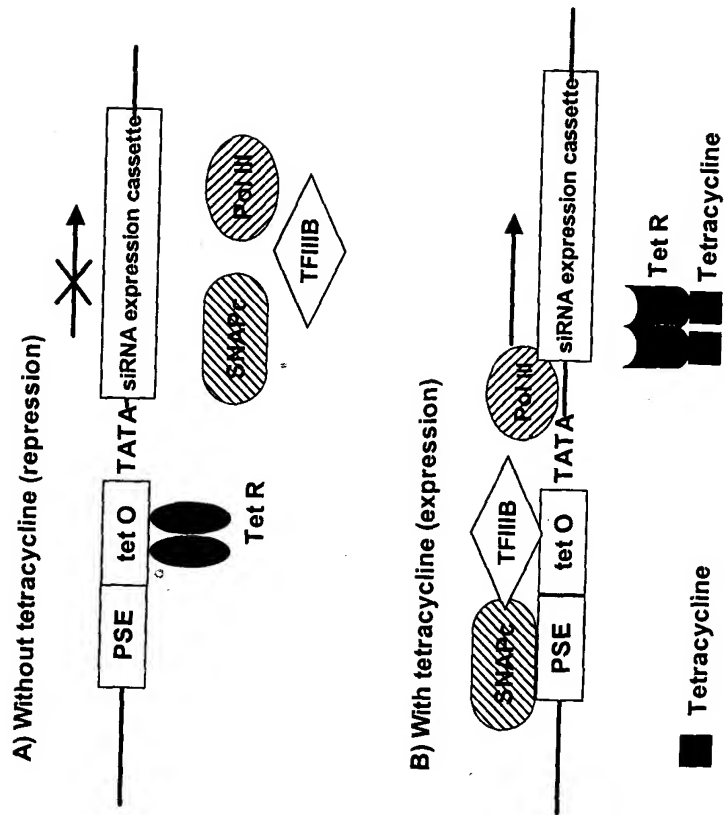 A) Without tetracycline (repression)
PSE
tet O
TATA
siRNA expression cassette
Tet R
SNAPc
Pol III
TFIIIB
B) With tetracycline (expression)
SNAPc
TFIIIB
Pol III
PSE
tet O
TATA
siRNA expression cassette
Tet R
Tetracycline
Tetracycline